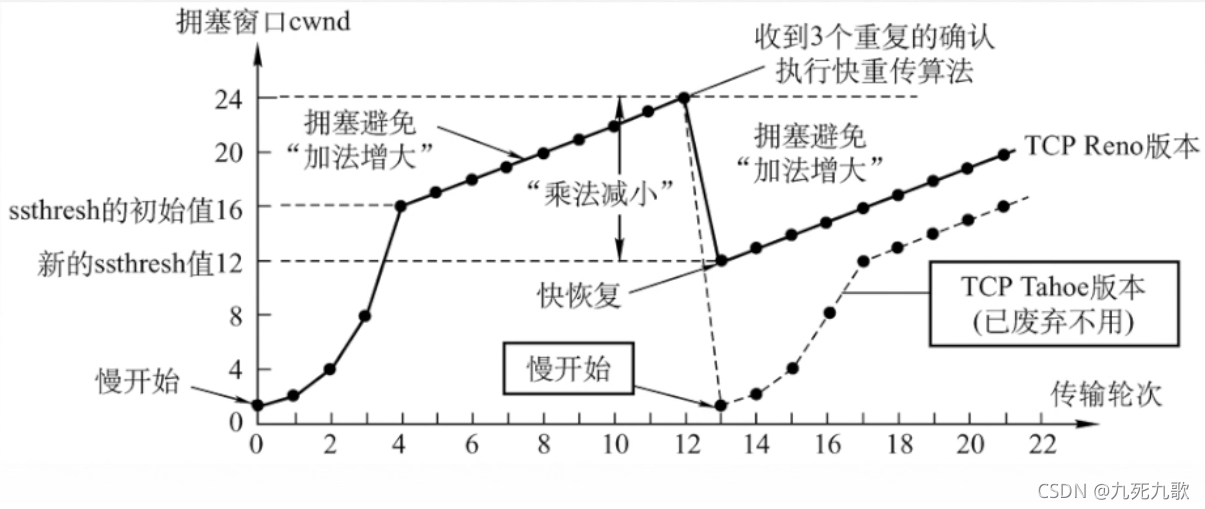 拥塞窗口cwnd
收到3个重复的确认
执行快重传算法
24
拥塞避免
“加法增大”
拥塞避免
“加法增大”
20
TCP Reno版本
“乘法减小”
ssthresh的初始值16
新的ssthresh值12
快恢复
TCP Tahoe版本
(已废弃不用)
8
慢开始
4
慢开始
传输轮次
0
0 2 4 6 8 10 12 14 16 18 20 22
CSDN @九死九歌